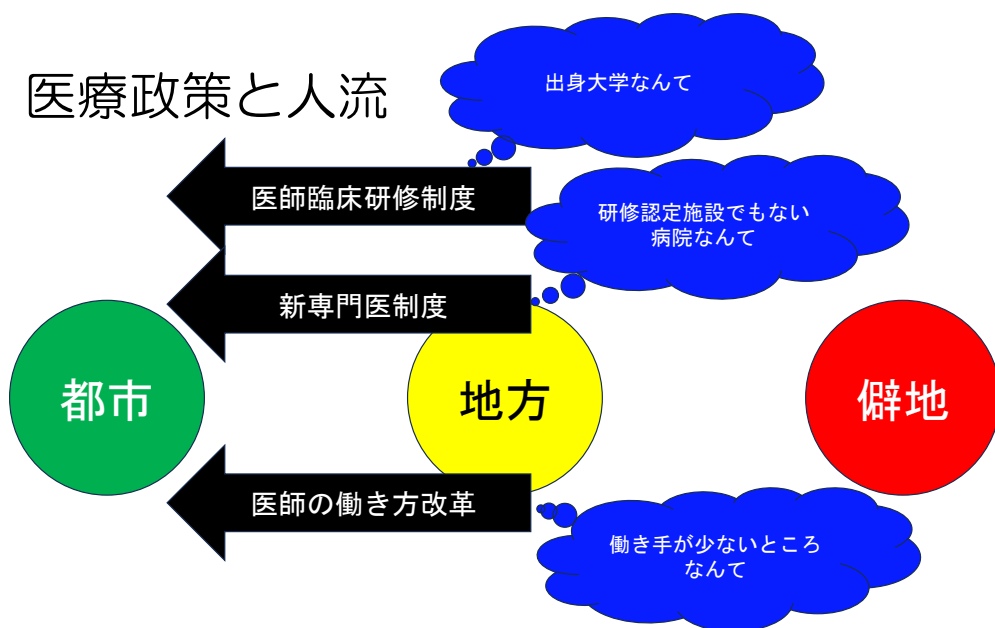 医療政策と人流
出身大学なんて
医師臨床研修制度
研修認定施設でもない
病院なんて
新専門医制度
都市
地方
僻地
医師の働き方改革
働き手が少ないところ
なんて